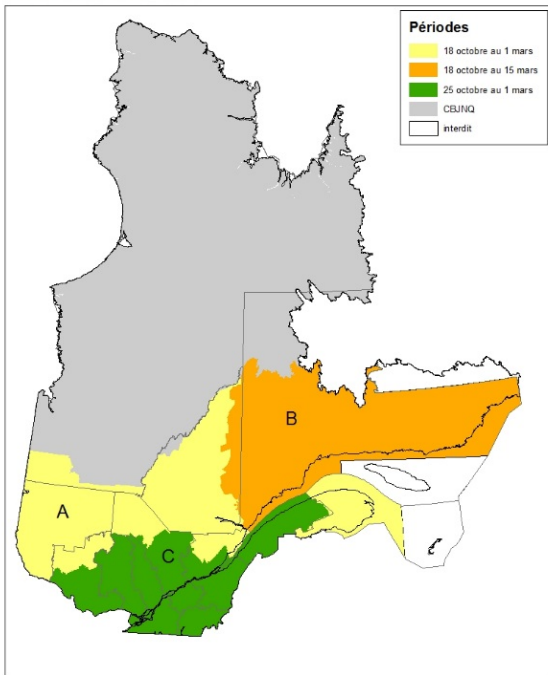 Périodes
18 octobre au 1 mars
18 octobre au 15 mars
25 octobre au 1 mars
CBJNQ
interdit
B
A
C